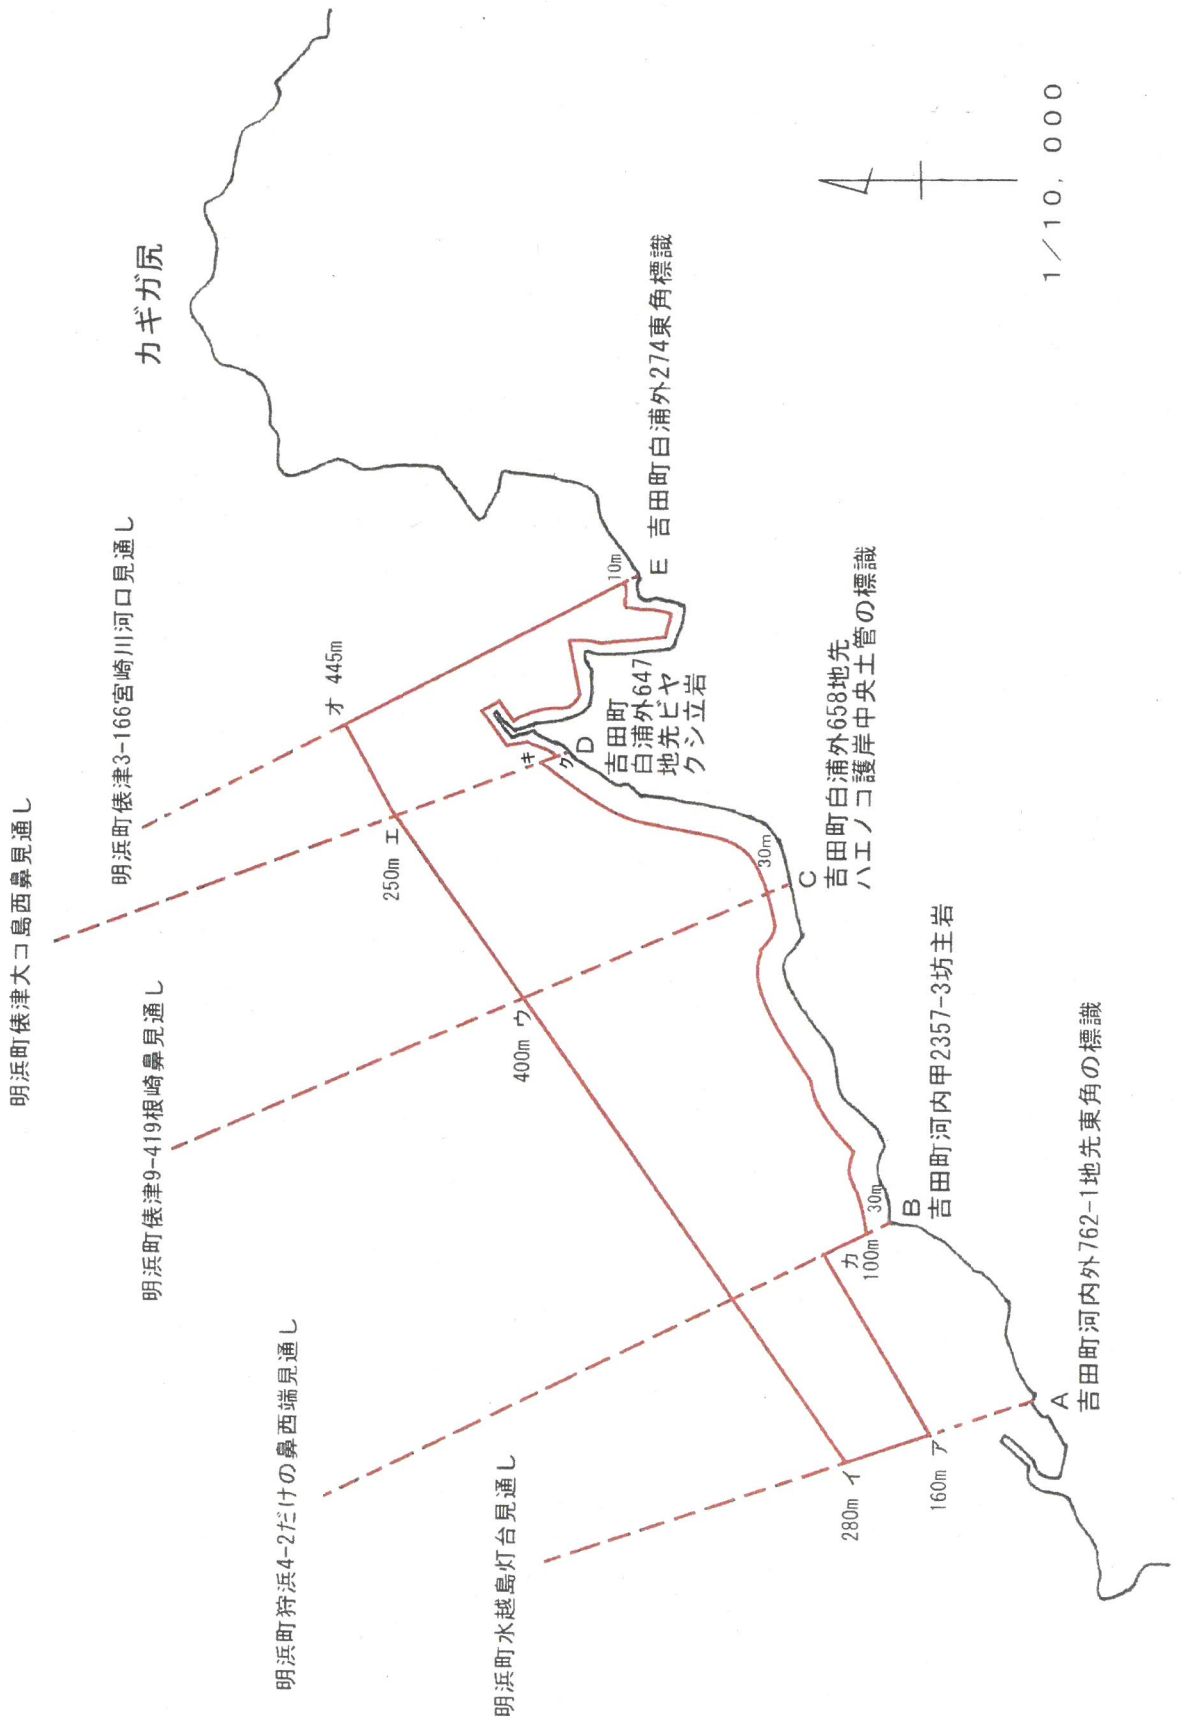 カギガ尻
明浜町俵津大コ島西鼻見通し
明浜町俵津3-166宮崎川河口見通し
明浜町俵津9-419根崎鼻見通し
明浜町狩浜4-2だけの鼻西端見通し
明浜町水越島灯台見通し
オ 445m
250m エ
400m ウ
280m イ
160m ア
カ
100m
キ
ク
10m
30m
30m
E 吉田町白浦外274東角標識
D
吉田町
白浦外647
地先ビヤ
クシ立岩
C
吉田町白浦外658地先
ハエノコ護岸中央土管の標識
B
吉田町河内甲2357-3坊主岩
A
吉田町河内外762-1地先東角の標識
1/10,000